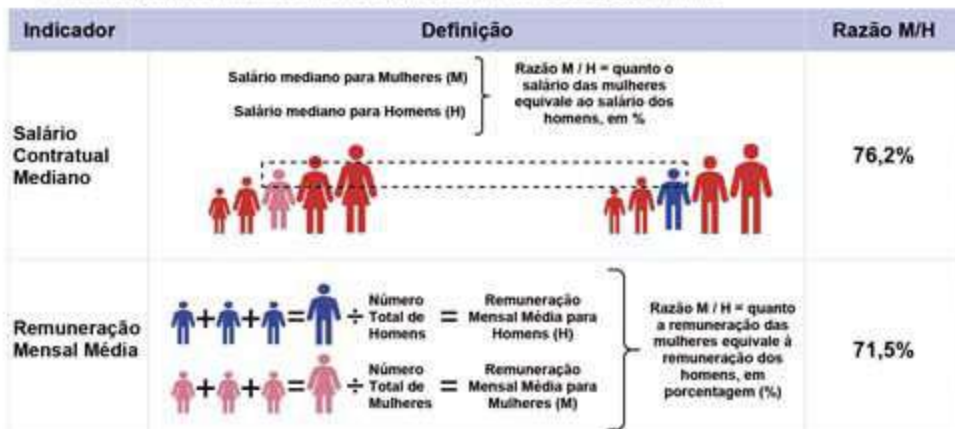 Indicador
Definição
Razão M/H
Salário
Contratual
Mediano
Salário mediano para Mulheres (M)
Salário mediano para Homens (H)
Razão M / H = quanto o
salário das mulheres
equivale ao salário dos
homens, em %
76,2%
Remuneração
Mensal Média
+ + = ÷
Número
Total de
Homens
=
Remuneração
Mensal Média para
Homens (H)
+ + = ÷
Número
Total de
Mulheres
=
Remuneração
Mensal Média para
Mulheres (M)
Razão M / H = quanto
a remuneração das
mulheres equivale à
remuneração dos
homens, em
porcentagem (%)
71,5%